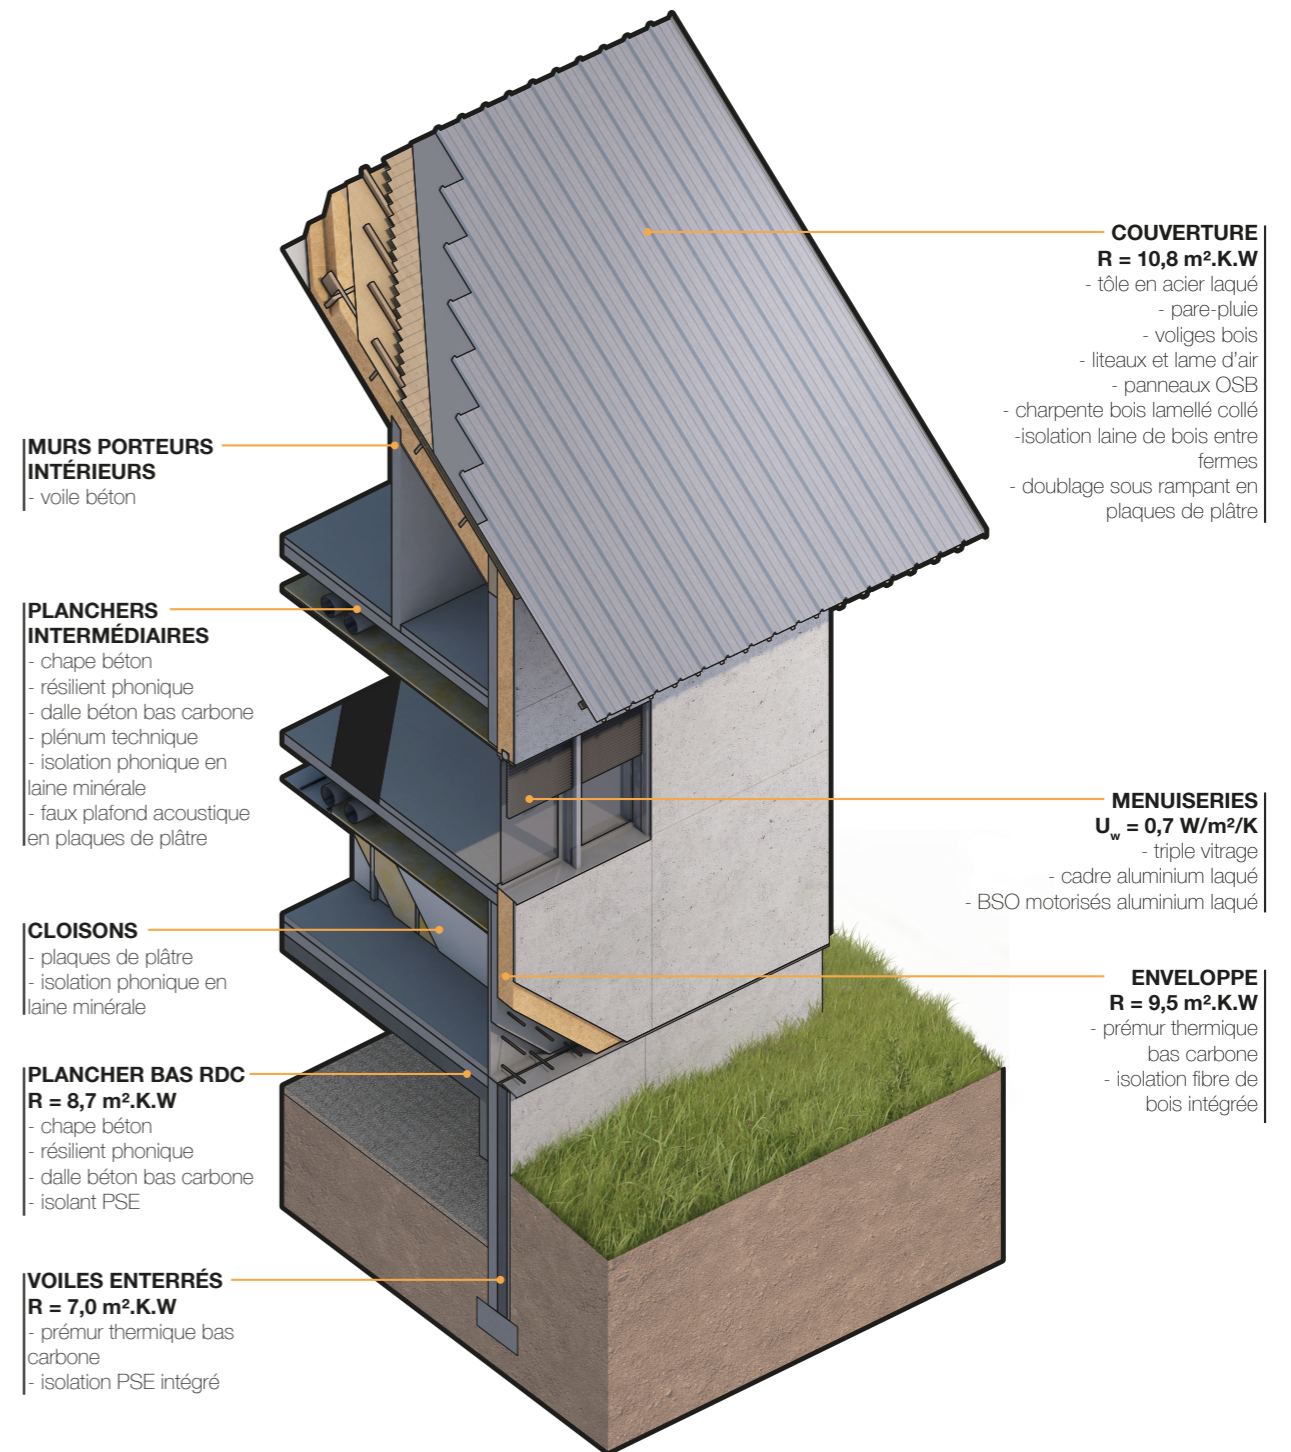 COUVERTURE
R = 10,8 m².K.W
- tôle en acier laqué
- pare-pluie
- voliges bois
- liteaux et lame d'air
- panneaux OSB
- charpente bois lamellé collé
-isolation laine de bois entre
fermes
- doublage sous rampant en
plaques de plâtre
MURS PORTEURS
INTÉRIEURS
- voile béton
PLANCHERS
INTERMÉDIAIRES
- chape béton
- résilient phonique
- dalle béton bas carbone
- plénum technique
- isolation phonique en
laine minérale
- faux plafond acoustique
en plaques de plâtre
MENUISERIES
U_w = 0,7 W/m²/K
- triple vitrage
- cadre aluminium laqué
- BSO motorisés aluminium laqué
CLOISONS
- plaques de plâtre
- isolation phonique en
laine minérale
ENVELOPPE
R = 9,5 m².K.W
- prémur thermique
bas carbone
- isolation fibre de
bois intégrée
PLANCHER BAS RDC
R = 8,7 m².K.W
- chape béton
- résilient phonique
- dalle béton bas carbone
- isolant PSE
VOILES ENTERRÉS
R = 7,0 m².K.W
- prémur thermique bas
carbone
- isolation PSE intégré